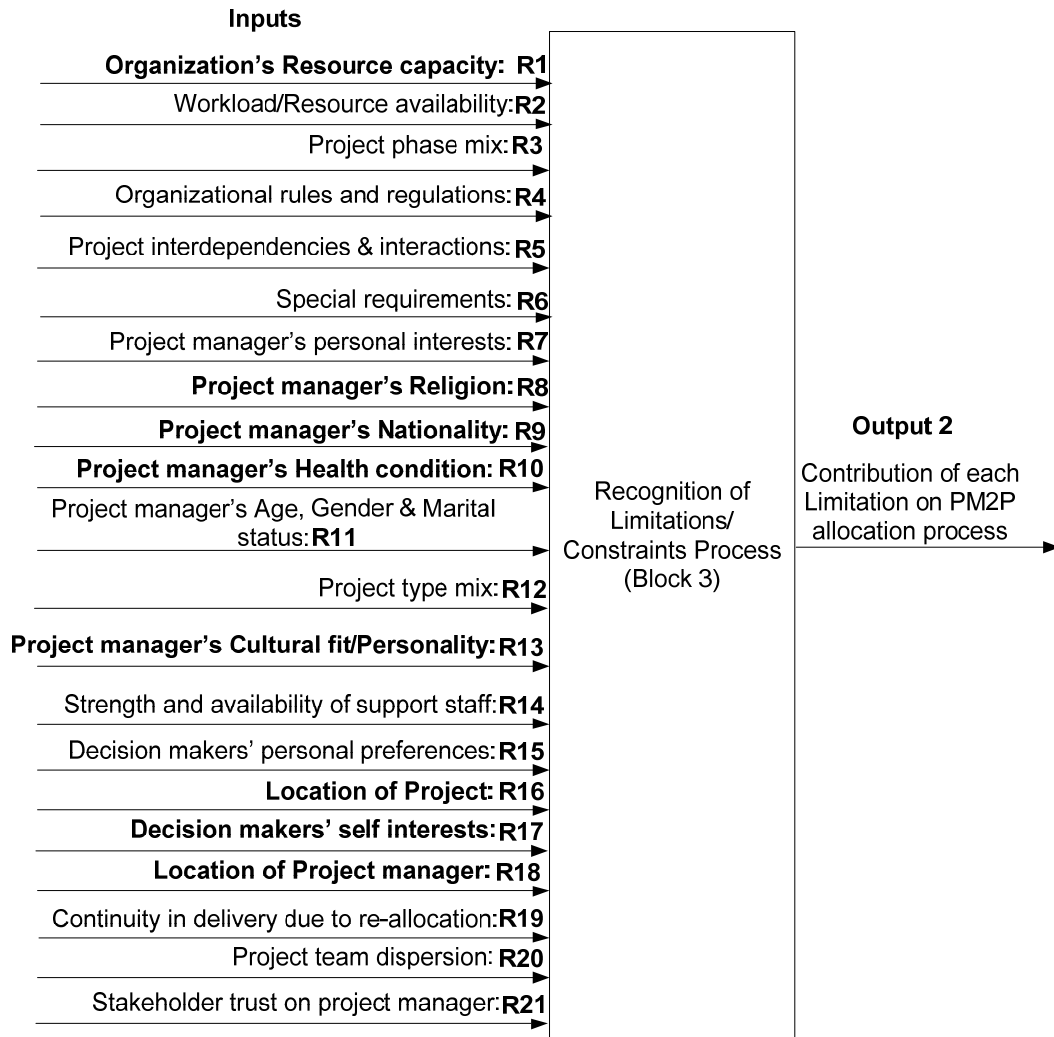 Inputs
Organization's Resource capacity: R1
Workload/Resource availability:R2
Project phase mix:R3
Organizational rules and regulations:R4
Project interdependencies & interactions:R5
Special requirements:R6
Project manager's personal interests:R7
Project manager's Religion:R8
Project manager's Nationality: R9
Project manager's Health condition: R10
Project manager's Age, Gender & Marital
status:R11
Project type mix:R12
Project manager's Cultural fit/Personality:R13
Strength and availability of support staff:R14
Decision makers' personal preferences:R15
Location of Project:R16
Decision makers' self interests:R17
Location of Project manager:R18
Continuity in delivery due to re-allocation:R19
Project team dispersion:R20
Stakeholder trust on project manager:R21
Recognition of
Limitations/
Constraints Process
(Block 3)
Output 2
Contribution of each
Limitation on PM2P
allocation process